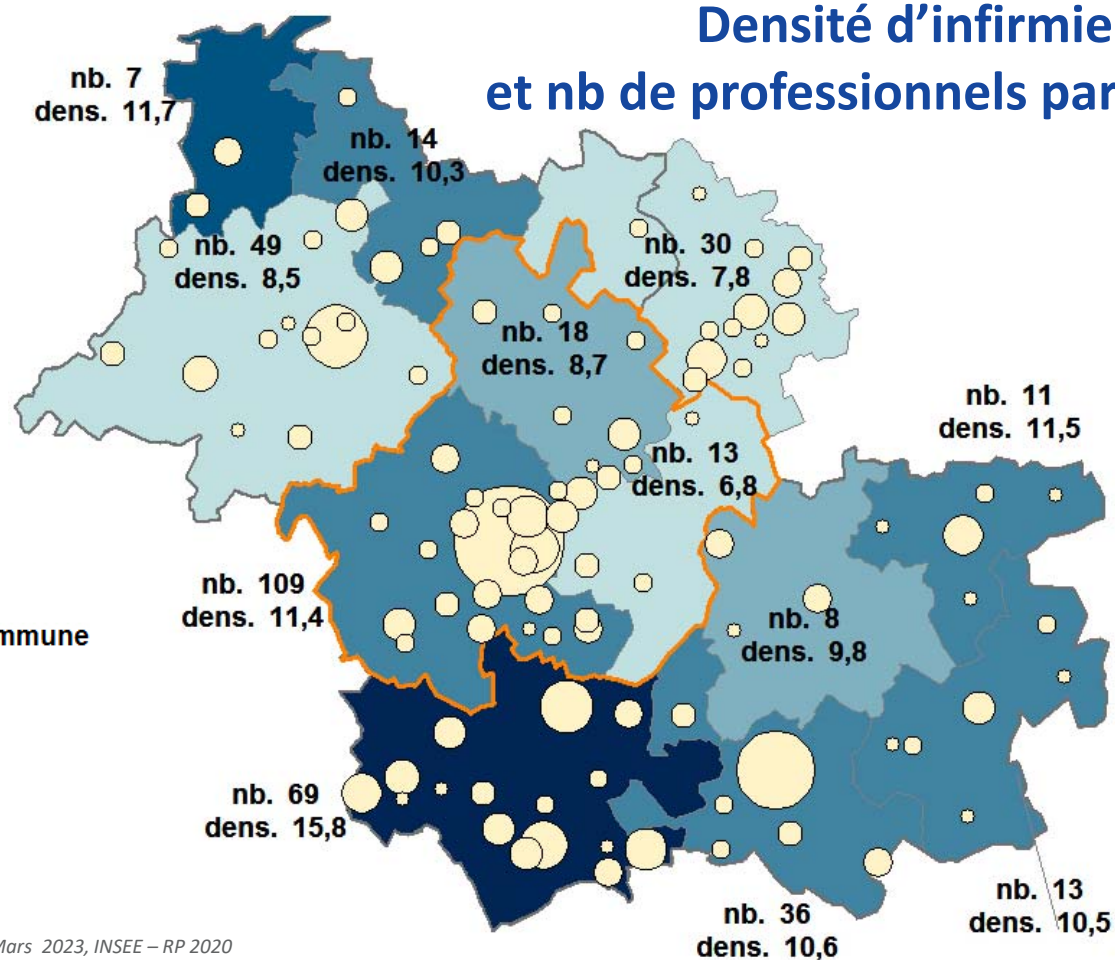 Densité d’infirmie
et nb de professionnels par
nb. 7
dens. 11,7
nb. 14
dens. 10,3
nb. 49
dens. 8,5
nb. 30
dens. 7,8
nb. 18
dens. 8,7
nb. 11
dens. 11,5
nb. 13
dens. 6,8
nb. 109
dens. 11,4
nb. 8
dens. 9,8
mmune
nb. 69
dens. 15,8
nb. 13
dens. 10,5
nb. 36
dens. 10,6
Mars 2023, INSEE – RP 2020